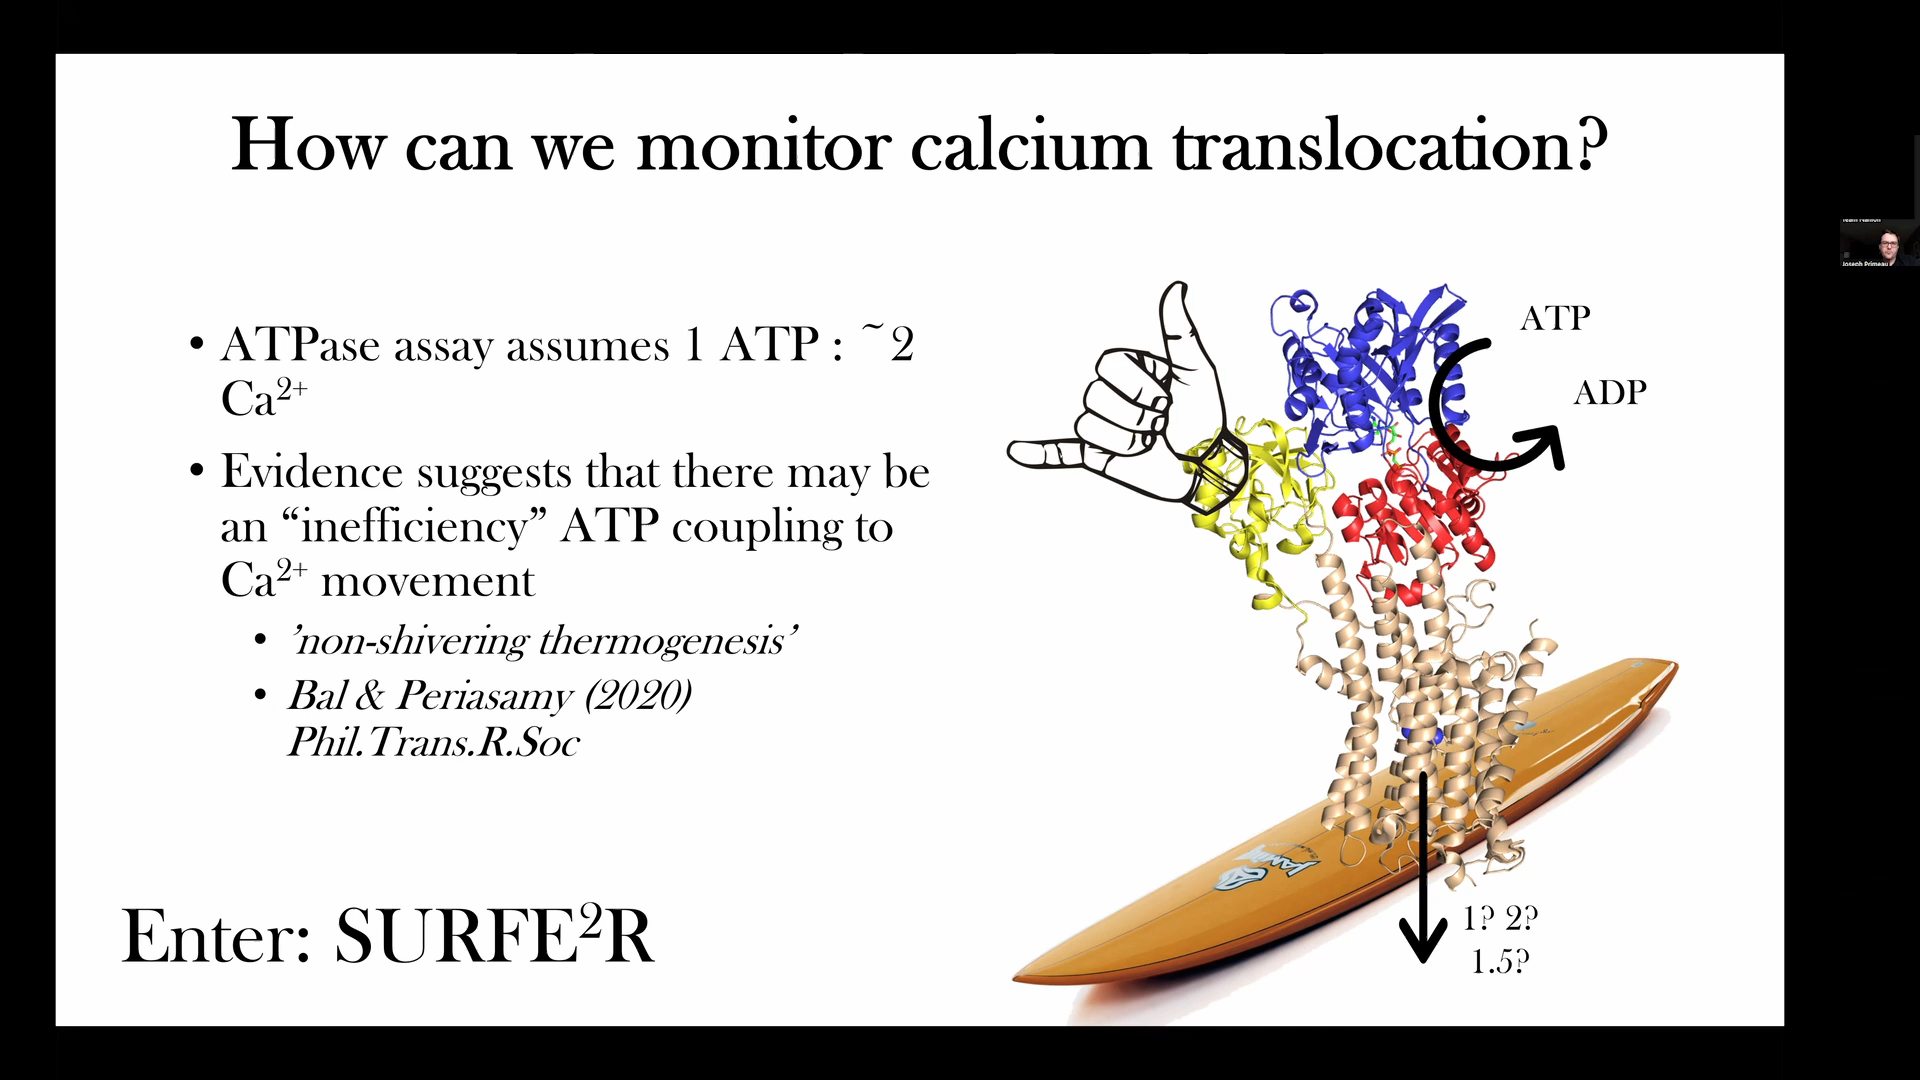 How can we monitor calcium translocation?
• ATPase assay assumes 1 ATP : ~2
Ca²⁺
• Evidence suggests that there may be
an “inefficiency” ATP coupling to
Ca²⁺ movement
• ’non-shivering thermogenesis’
• Bal & Periasamy (2020)
Phil.Trans.R.Soc
Enter: SURFE²R
ATP
ADP
1? 2?
1.5?
Joseph Primeau